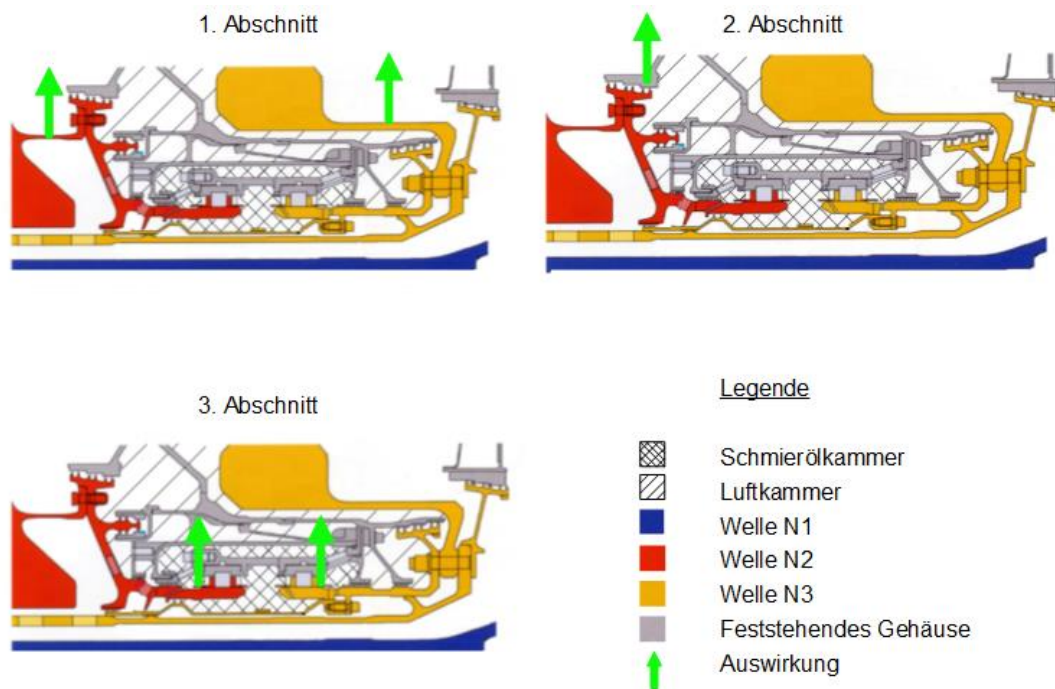 1. Abschnitt
2. Abschnitt
3. Abschnitt
Legende
Schmierölkammer
Luftkammer
Welle N1
Welle N2
Welle N3
Feststehendes Gehäuse
Auswirkung